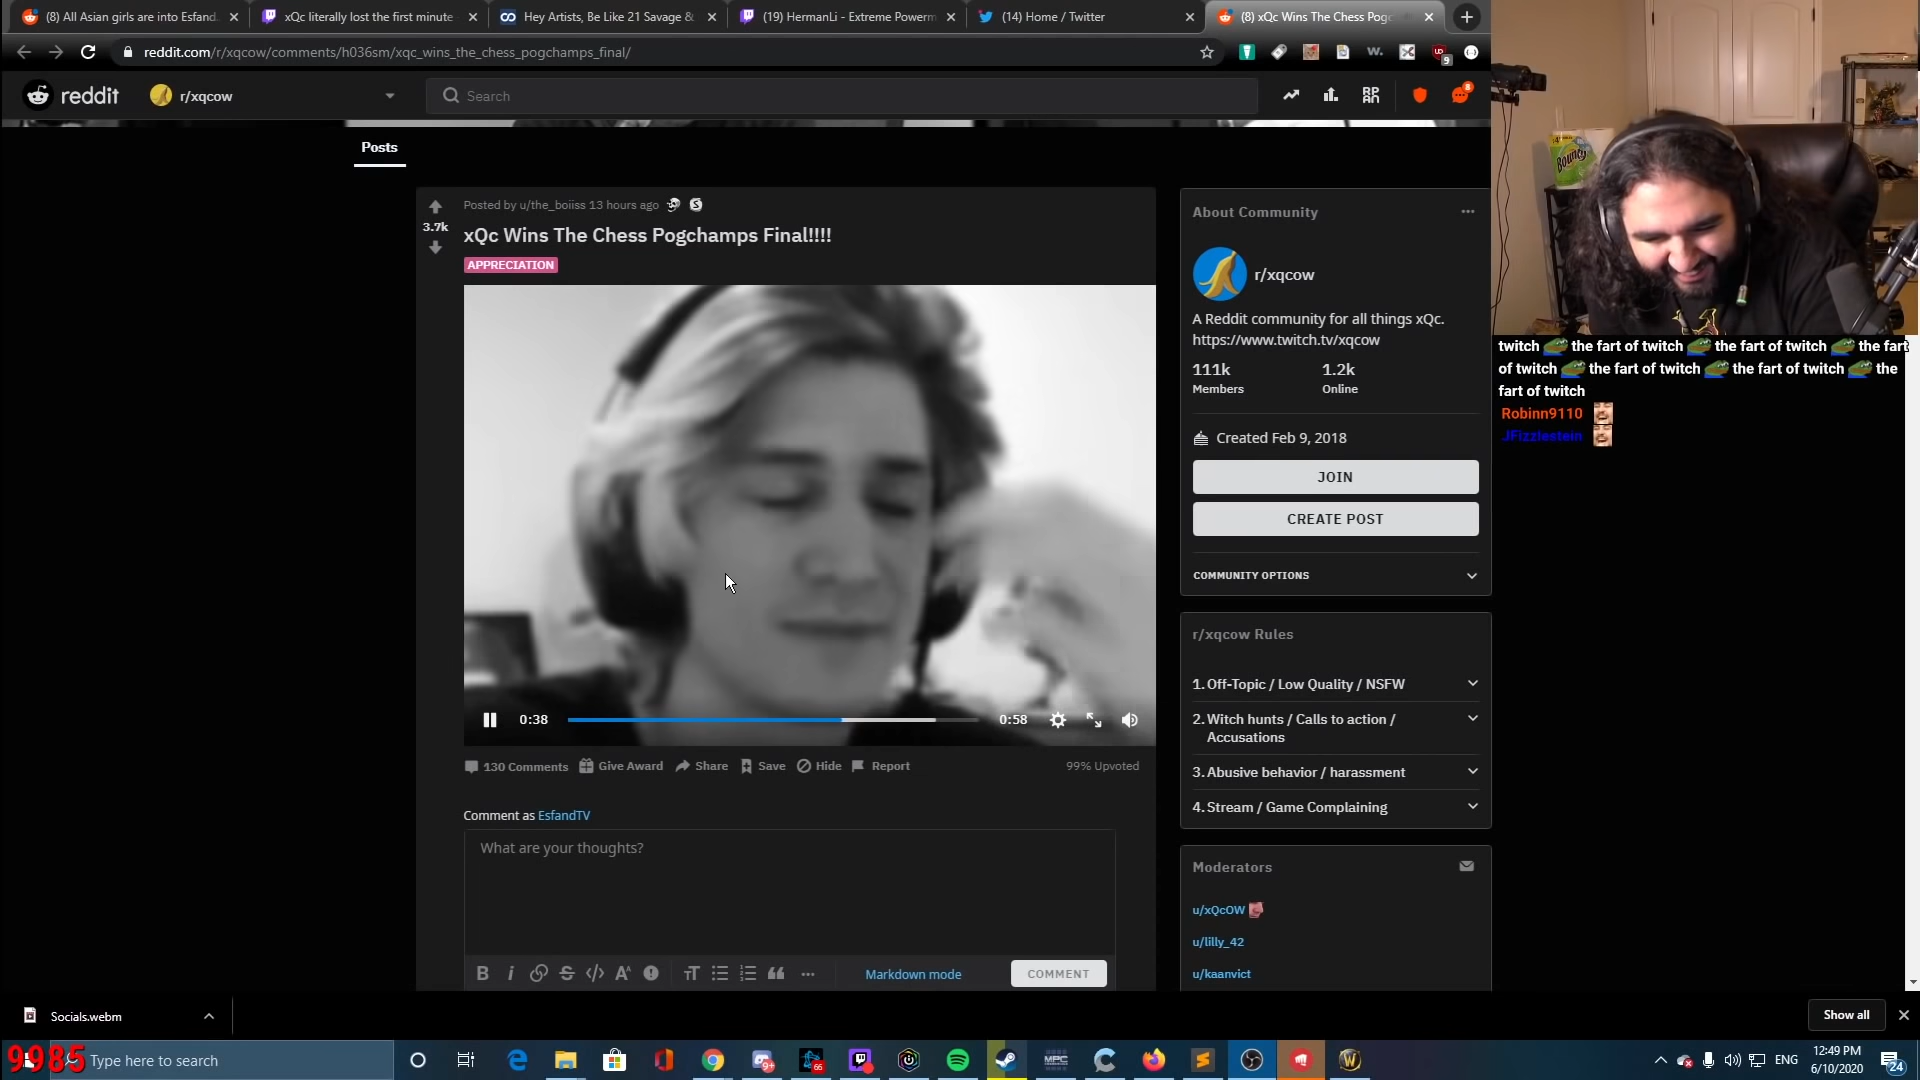 (8) All Asian girls are into Esfand.
xQc literally lost the first minute
Hey Artists, Be Like 21 Savage &
(19) HermanLi - Extreme Powerm
(14) Home / Twitter
(8) xQc Wins The Chess Pogc
reddit.com/r/xqcow/comments/h036sm/xqc_wins_the_chess_pogchamps_final/
9
reddit
r/xqcow
Search
8
Posts
Posted by u/the_boiiss 13 hours ago
3.7k
xQc Wins The Chess Pogchamps Final!!!!
APPRECIATION
0:38
0:58
130 Comments
Give Award
Share
Save
Hide
Report
99% Upvoted
Comment as EsfandTV
What are your thoughts?
Markdown mode
COMMENT
About Community
r/xqcow
A Reddit community for all things xQc.
https://www.twitch.tv/xqcow
111k
1.2k
Members
Online
Created Feb 9, 2018
JOIN
CREATE POST
COMMUNITY OPTIONS
r/xqcow Rules
1. Off-Topic / Low Quality / NSFW
2. Witch hunts / Calls to action /
Accusations
3. Abusive behavior / harassment
4. Stream / Game Complaining
Moderators
u/xQcOW
u/lilly_42
u/kaanvict
Bounty
twitch the fart of twitch the fart of twitch the fart
of twitch the fart of twitch the fart of twitch the
fart of twitch
Robinn9110
JFizzlestein
Socials.webm
Show all
9985
Type here to search
9+
66
MPC
ENG
12:49 PM
6/10/2020
24